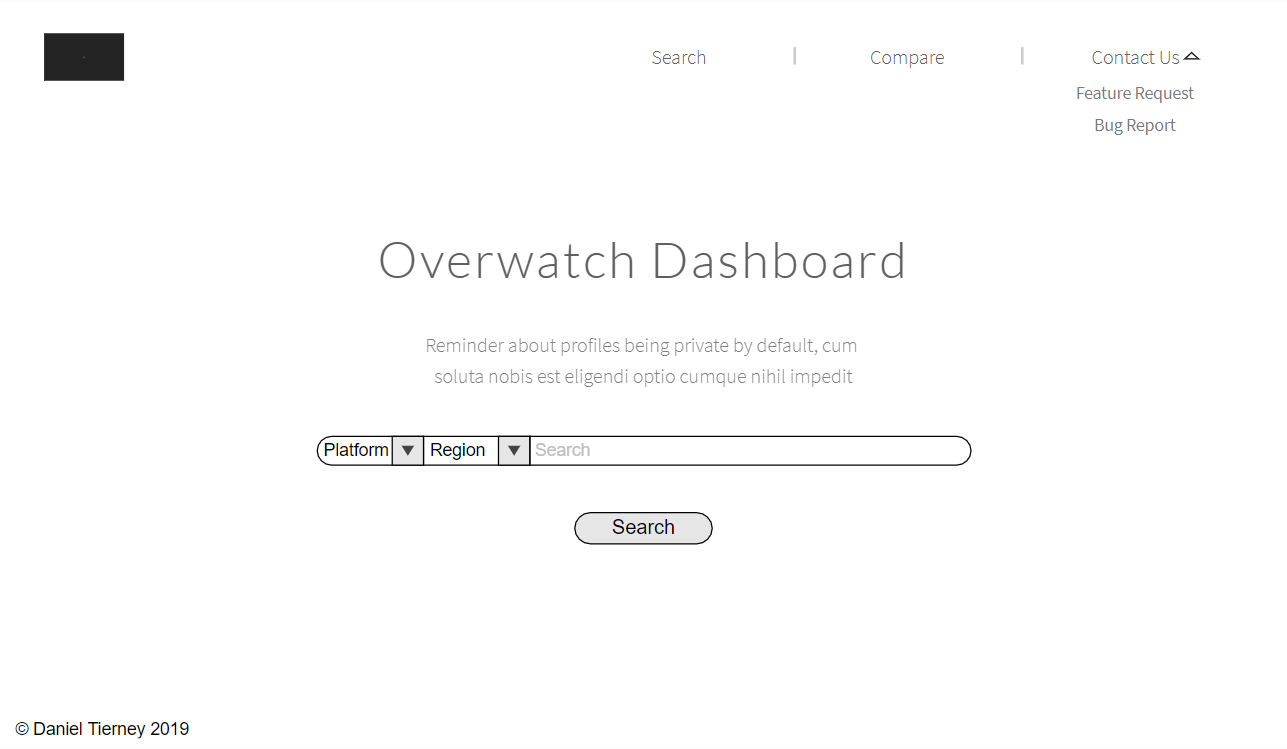 Search | Compare | Contact Us
Feature Request
Bug Report
Overwatch Dashboard
Reminder about profiles being private by default, cum
soluta nobis est eligendi optio cumque nihil impedit
Platform Region Search
Search
© Daniel Tierney 2019